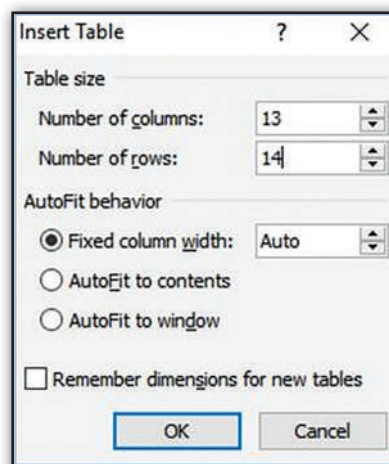 Insert Table ?
Table size
Number of columns: 13
Number of rows: 14
AutoFit behavior
Fixed column width: Auto
AutoFit to contents
AutoFit to window
Remember dimensions for new tables
OK Cancel